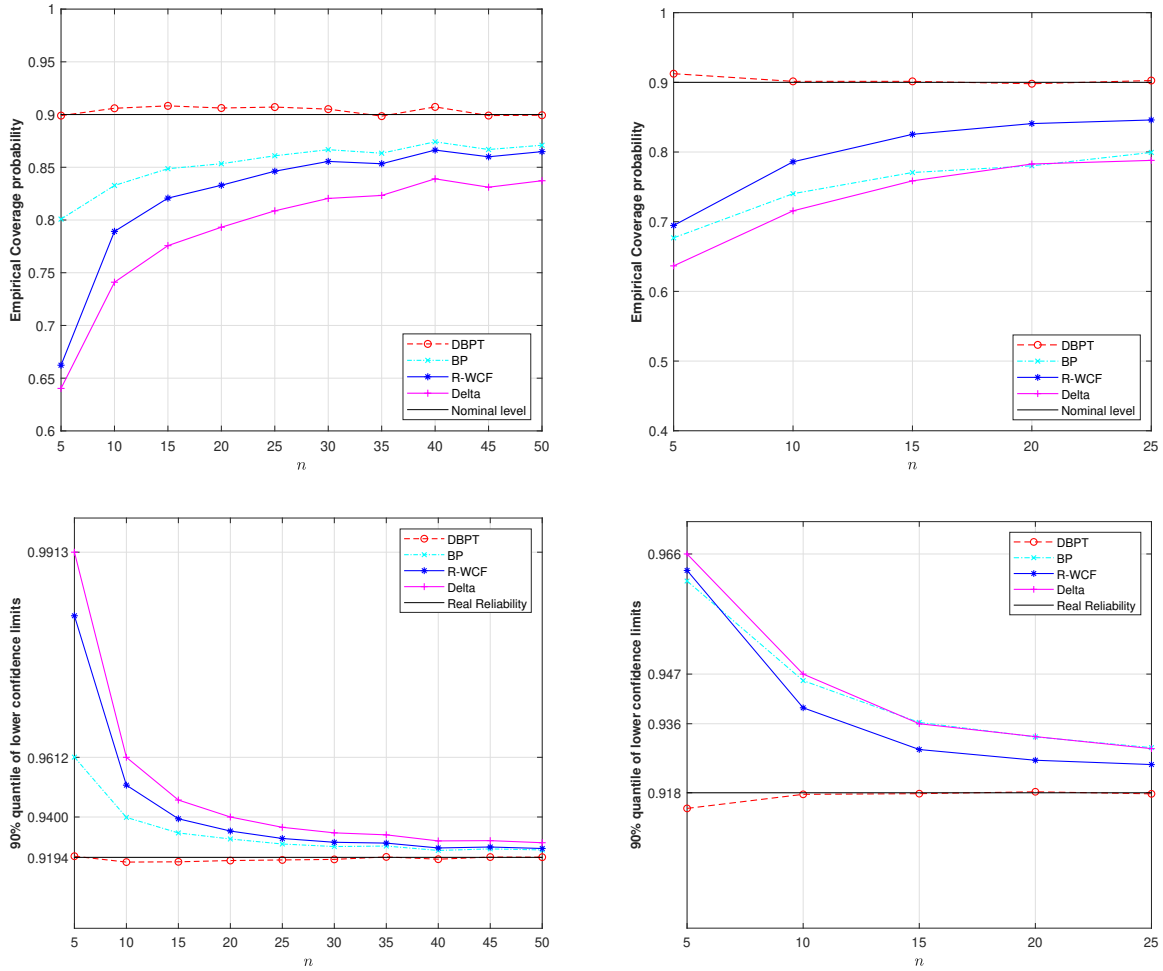 Empirical Coverage probability
1
0.95
0.9
0.85
0.8
0.75
0.7
0.65
0.6
5 10 15 20 25 30 35 40 45 50
n
DBPT
BP
R-WCF
Delta
Nominal level
Empirical Coverage probability
1
0.9
0.8
0.7
0.6
0.5
0.4
5 10 15 20 25
n
DBPT
BP
R-WCF
Delta
Nominal level
90% quantile of lower confidence limits
0.9913
0.9612
0.9400
0.9194
5 10 15 20 25 30 35 40 45 50
n
DBPT
BP
R-WCF
Delta
Real Reliability
90% quantile of lower confidence limits
0.966
0.947
0.936
0.918
5 10 15 20 25
n
DBPT
BP
R-WCF
Delta
Real Reliability